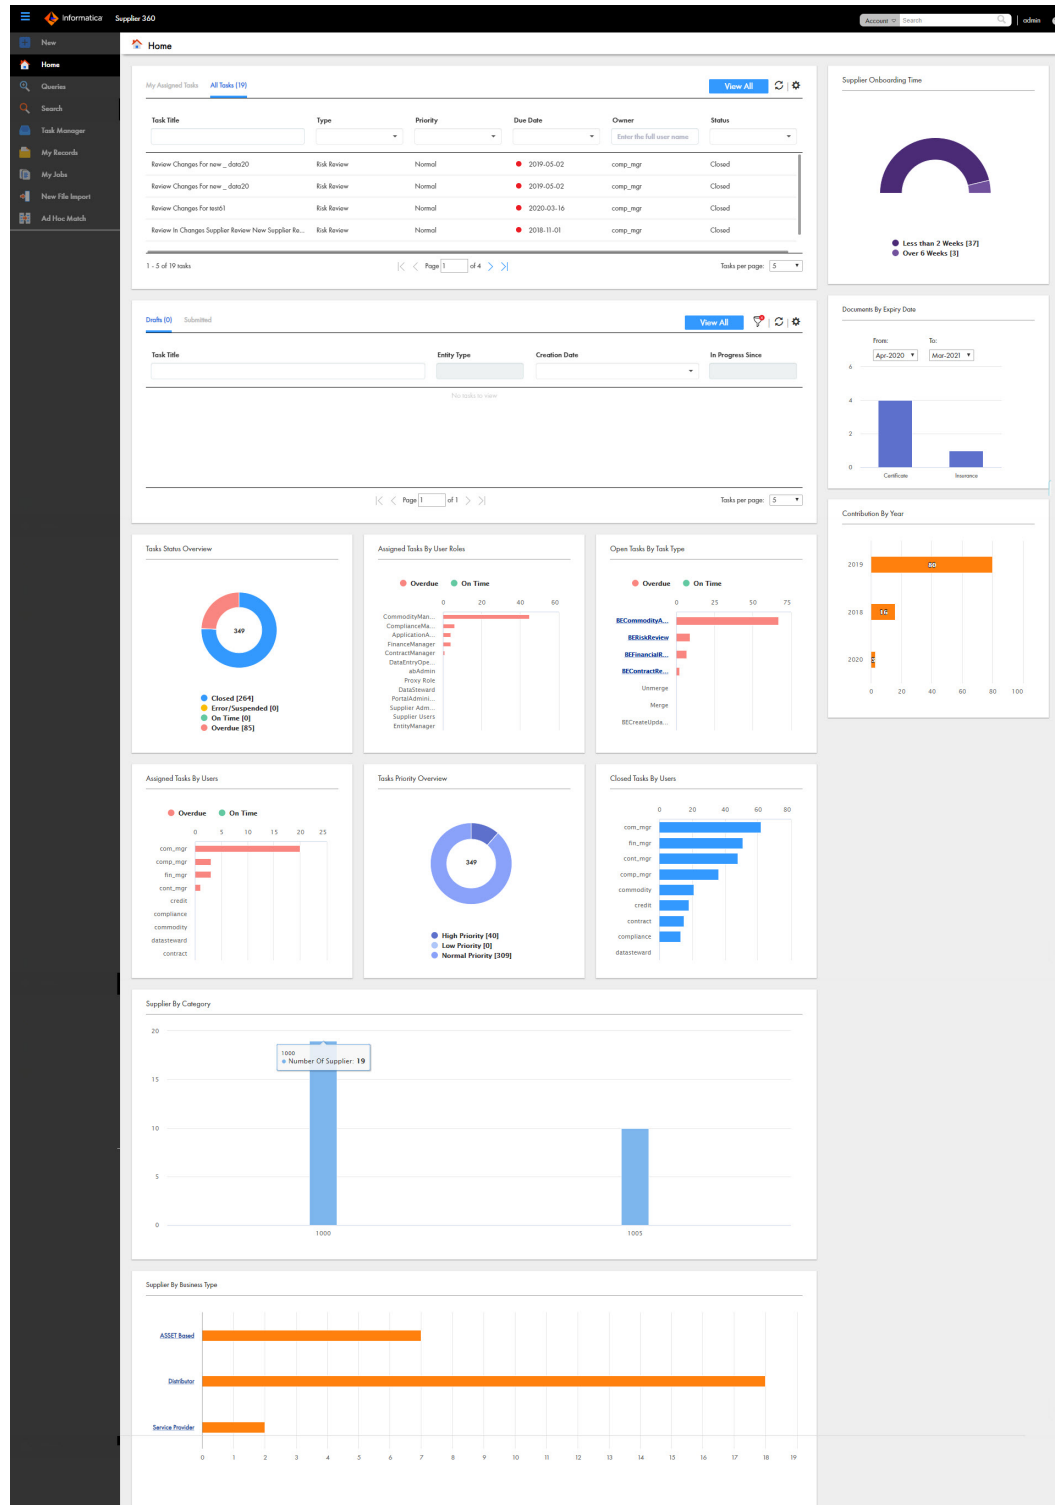 Informatica Supplier 360
Account Search admin
New
Home
Queries
Search
Task Manager
My Records
My Jobs
New File Import
Ad Hoc Match
Home
My Assigned Tasks All Tasks (19) View All
Task Title Type Priority Due Date Owner Status
Enter the full user name
Review Changes For new _ data20 Risk Review Normal 2019-05-02 comp_mgr Closed
Review Changes For new _ data20 Risk Review Normal 2019-05-02 comp_mgr Closed
Review Changes For test61 Risk Review Normal 2020-03-16 comp_mgr Closed
Review In Changes Supplier Review New Supplier Re... Risk Review Normal 2018-11-01 comp_mgr Closed
1 - 5 of 19 tasks Page 1 of 4 Tasks per page: 5
Drafts (0) Submitted View All
Task Title Entity Type Creation Date In Progress Since
No tasks to view
Page 1 of 1 Tasks per page: 5
Supplier Onboarding Time
Less than 2 Weeks [37]
Over 6 Weeks [3]
Documents By Expiry Date
From: To:
Apr-2020 Mar-2021
6
4
2
0
Certificate Insurance
Contribution By Year
2019 80
2018 16
2020
0 20 40 60 80 100
Tasks Status Overview
349
Closed [264]
Error/Suspended [0]
On Time [0]
Overdue [85]
Assigned Tasks By User Roles
Overdue On Time
0 20 40 60
CommodityMan...
ComplianceMa...
ApplicationA...
FinanceManager
ContractManager
DataEntryOpe...
abAdmin
Proxy Role
DataSteward
PortalAdmini...
Supplier Adm...
Supplier Users
EntityManager
Open Tasks By Task Type
Overdue On Time
0 25 50 75
BECommodityA...
BERiskReview
BEFinancialR...
BEContractRe...
Unmerge
Merge
BECreateUpda...
Assigned Tasks By Users
Overdue On Time
0 5 10 15 20 25
com_mgr
comp_mgr
fin_mgr
cont_mgr
credit
compliance
commodity
datasteward
contract
Tasks Priority Overview
349
High Priority [40]
Low Priority [0]
Normal Priority [309]
Closed Tasks By Users
0 20 40 60 80
com_mgr
fin_mgr
cont_mgr
comp_mgr
commodity
credit
contract
compliance
datasteward
Supplier By Category
20
15
10
5
0
1000
Number Of Supplier: 19
1000 1005
Supplier By Business Type
ASSET Based
Distributor
Service Provider
0 1 2 3 4 5 6 7 8 9 10 11 12 13 14 15 16 17 18 19